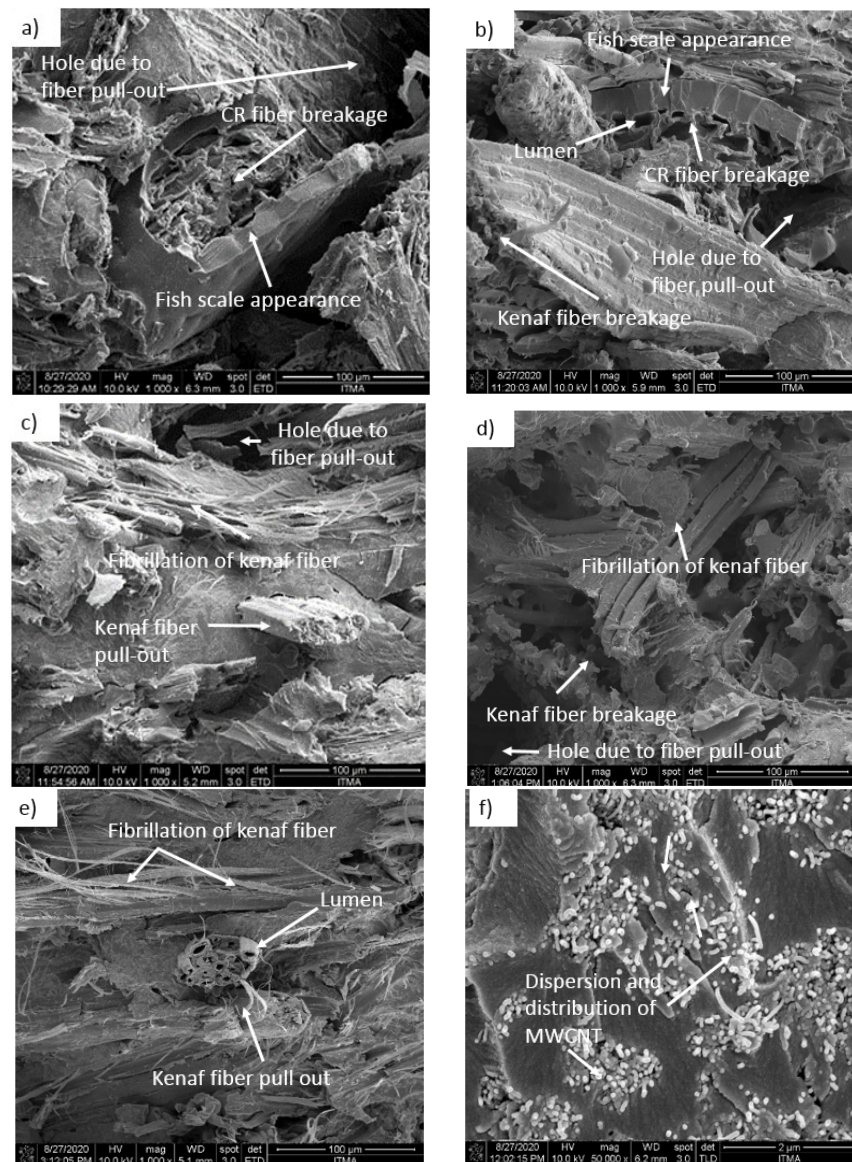 a)
Hole due to
fiber pull-out
CR fiber breakage
Fish scale appearance
8/27/2020 HV mag WD spot det 100 µm
10:29:29 AM 10.0 kV 1 000 x 6.3 mm 3.0 ETD ITMA
b)
Fish scale appearance
Lumen
CR fiber breakage
Hole due to
fiber pull-out
Kenaf fiber breakage
8/27/2020 HV mag WD spot det 100 µm
11:20:03 AM 10.0 kV 1 000 x 5.9 mm 3.0 ETD ITMA
c)
Hole due to
fiber pull-out
Fibrillation of kenaf fiber
Kenaf fiber
pull-out
8/27/2020 HV mag WD spot det 100 µm
11:54:56 AM 10.0 kV 1 000 x 5.2 mm 3.0 ETD ITMA
d)
Fibrillation of kenaf fiber
Kenaf fiber breakage
Hole due to fiber pull-out
8/27/2020 HV mag WD spot det 100 µm
1:06:04 PM 10.0 kV 1 000 x 6.3 mm 3.0 ETD ITMA
e)
Fibrillation of kenaf fiber
Lumen
Kenaf fiber pull out
8/27/2020 HV mag WD spot det 100 µm
3:12:05 PM 10.0 kV 1 000 x 5.1 mm 3.0 ETD ITMA
f)
Dispersion and
distribution of
MWCNT
8/27/2020 HV mag WD spot det 2 µm
12:02:15 PM 10.0 kV 50 000 x 6.2 mm 3.0 TLD ITMA